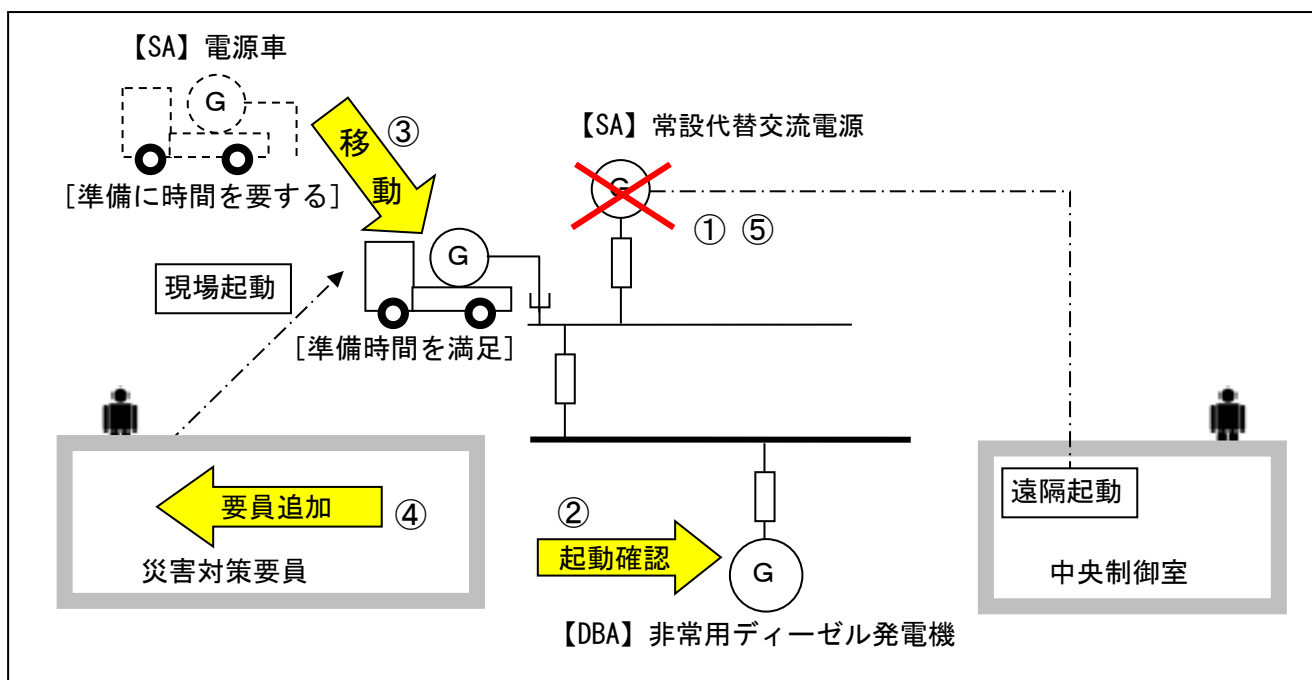 【SA】電源車
G
移動
③
[準備に時間を要する]
【SA】常設代替交流電源
G
① ⑤
G
現場起動
[準備時間を満足]
要員追加
④
災害対策要員
②
起動確認
G
【DBA】非常用ディーゼル発電機
遠隔起動
中央制御室